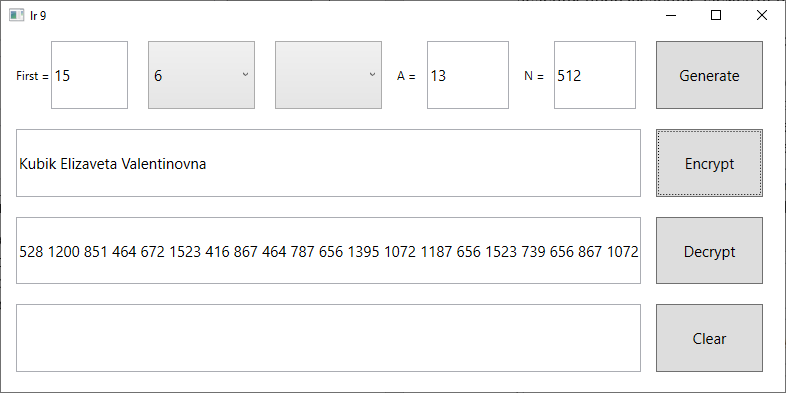 lr 9
First = 15 6 A = 13 N = 512 Generate
Kubik Elizaveta Valentinovna Encrypt
528 1200 851 464 672 1523 416 867 464 787 656 1395 1072 1187 656 1523 739 656 867 1072 Decrypt
Clear